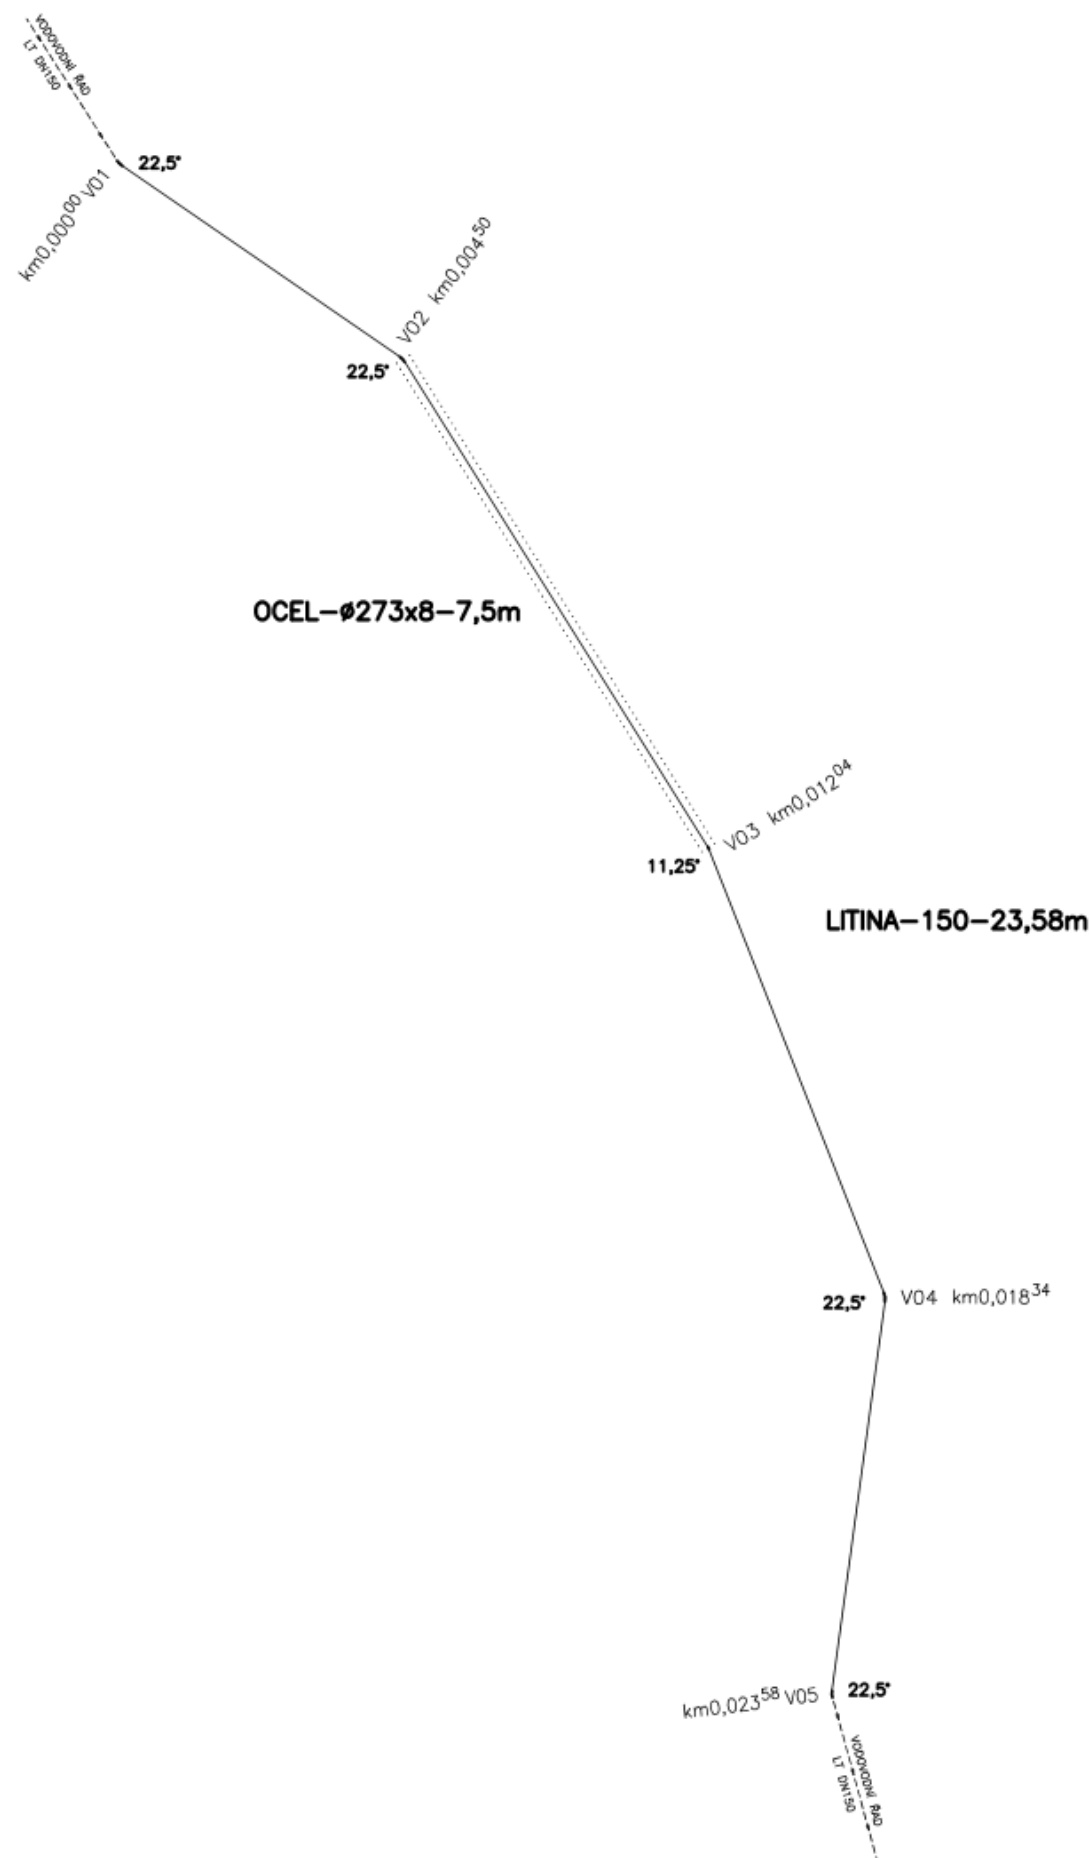 VODOVODNÍ ŘAD
LT DN150
22,5°
km0,000⁰⁰ V01
V02 km0,004⁵⁰
22,5°
OCEL-ø273x8-7,5m
V03 km0,012⁰⁴
11,25°
LITINA-150-23,58m
22,5°
V04 km0,018³⁴
km0,023⁵⁸ V05
22,5°
VODOVODNÍ ŘAD
LT DN150